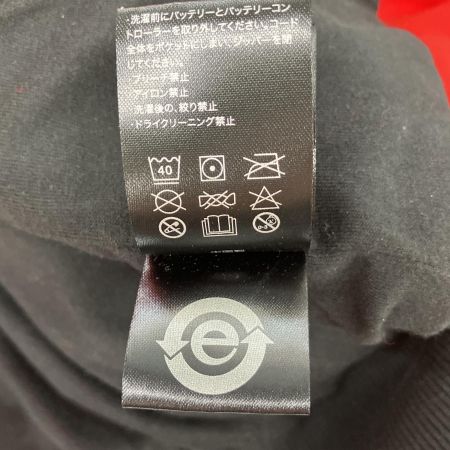 ・洗濯前にバッテリーとバッテリーコン
トローラーを取り外してください。コード
全体をポケットにしまい、ジッパーを閉
じてください。
・ブリーチ禁止
・アイロン禁止
・洗濯後の、絞り禁止
・ドライクリーニング禁止
40
e